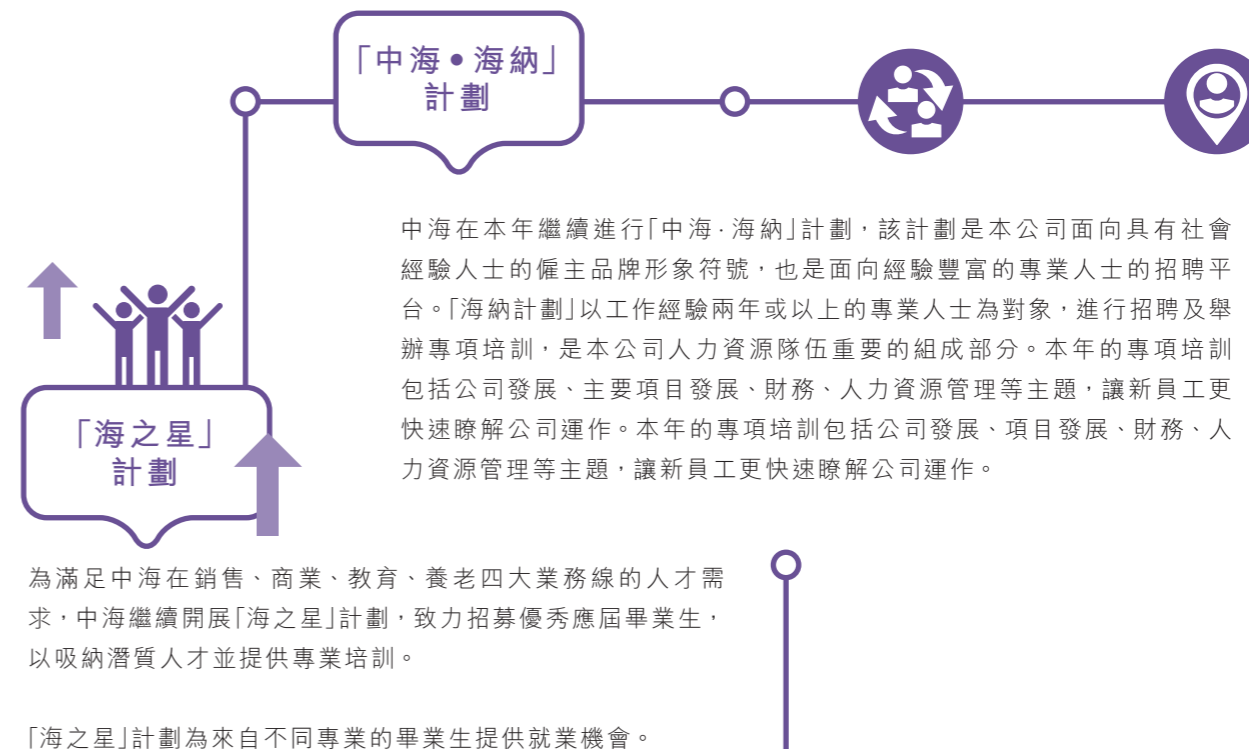 「中海•海納」
計劃
中海在本年繼續進行「中海·海納」計劃，該計劃是本公司面向具有社會
經驗人士的僱主品牌形象符號，也是面向經驗豐富的專業人士的招聘平
台。「海納計劃」以工作經驗兩年或以上的專業人士為對象，進行招聘及舉
辦專項培訓，是本公司人力資源隊伍重要的組成部分。本年的專項培訓
包括公司發展、主要項目發展、財務、人力資源管理等主題，讓新員工更
快速瞭解公司運作。本年的專項培訓包括公司發展、項目發展、財務、人
力資源管理等主題，讓新員工更快速瞭解公司運作。
「海之星」
計劃
為滿足中海在銷售、商業、教育、養老四大業務線的人才需
求，中海繼續開展「海之星」計劃，致力招募優秀應屆畢業生，
以吸納潛質人才並提供專業培訓。
「海之星」計劃為來自不同專業的畢業生提供就業機會。